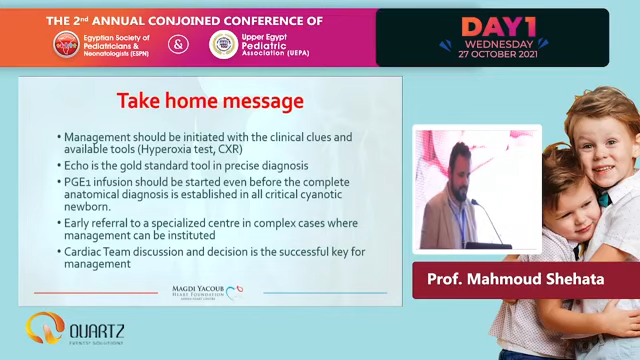 THE 2nd ANNUAL CONJOINED CONFERENCE OF
Egyptian Society of
Pediatricians &
Neonatologists (ESPN)
&
Upper Egypt
Pediatric
Association (UEPA)
DAY1
WEDNESDAY
27 OCTOBER 2021
Take home message
• Management should be initiated with the clinical clues and
available tools (Hyperoxia test, CXR)
• Echo is the gold standard tool in precise diagnosis
• PGE1 infusion should be started even before the complete
anatomical diagnosis is established in all critical cyanotic
newborn.
• Early referral to a specialized centre in complex cases where
management can be instituted
• Cardiac Team discussion and decision is the successful key for
management
MAGDI YACOUB
HEART FOUNDATION
Prof. Mahmoud Shehata
QUARTZ